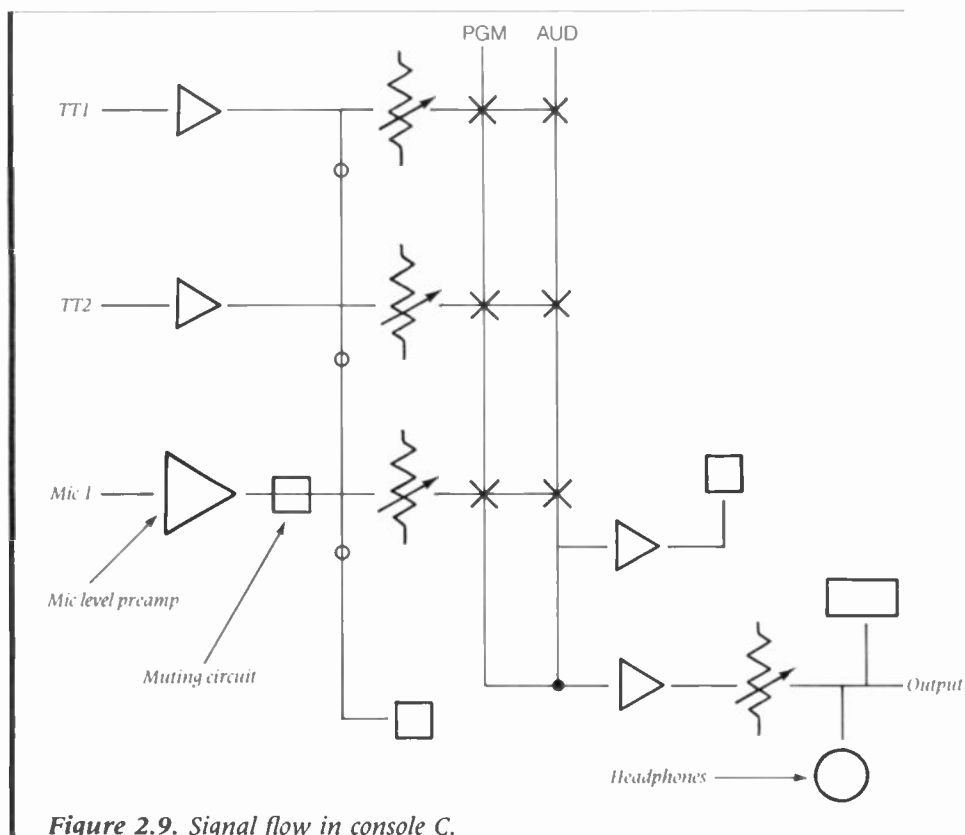 PGM AUD
TT1
TT2
Mic 1
Mic level preamp
Muting circuit
Output
Headphones
Figure 2.9. Signal flow in console C.